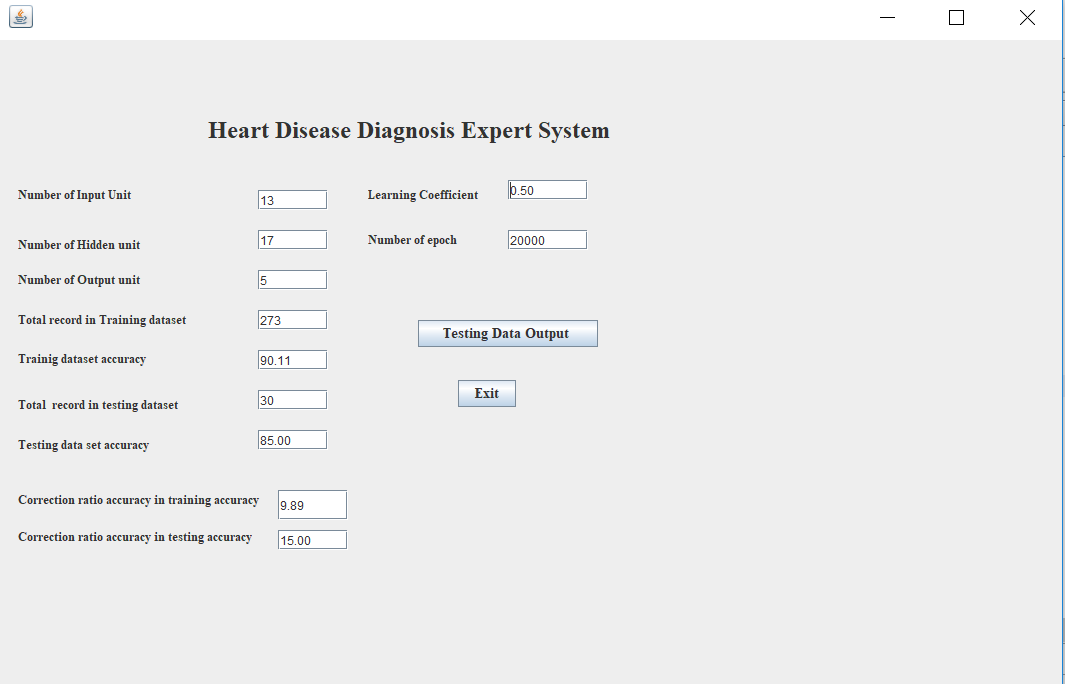 Heart Disease Diagnosis Expert System
Number of Input Unit 13 Learning Coefficient 0.50
Number of Hidden unit 17 Number of epoch 20000
Number of Output unit 5
Total record in Training dataset 273
Testing Data Output
Trainig dataset accuracy 90.11
Exit
Total record in testing dataset 30
Testing data set accuracy 85.00
Correction ratio accuracy in training accuracy 9.89
Correction ratio accuracy in testing accuracy 15.00